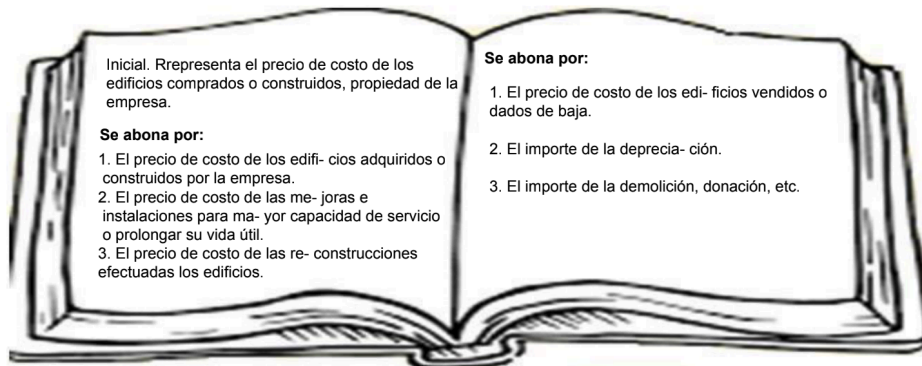 Inicial. Rrepresenta el precio de costo de los
edificios comprados o construidos, propiedad de la
empresa.
Se abona por:
1. El precio de costo de los edifi- cios adquiridos o
construidos por la empresa.
2. El precio de costo de las me- joras e
instalaciones para ma- yor capacidad de servicio
o prolongar su vida útil.
3. El precio de costo de las re- construcciones
efectuadas los edificios.
Se abona por:
1. El precio de costo de los edi- ficios vendidos o
dados de baja.
2. El importe de la deprecia- ción.
3. El importe de la demolición, donación, etc.